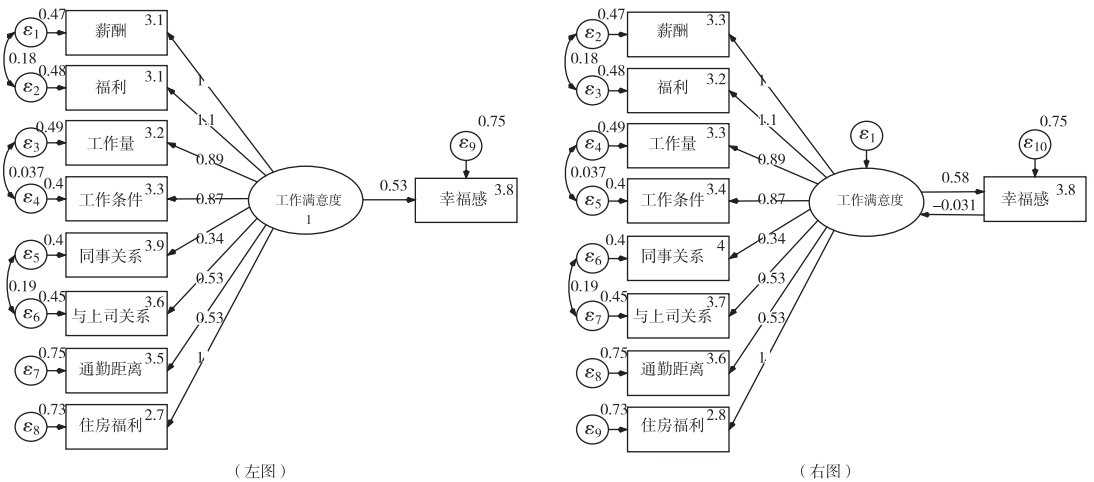 0.47
ε1
薪酬 3.1
0.18
0.48
ε2
福利 3.1
1
1.1
0.49
ε3
工作量 3.2
0.89
0.037
0.4
ε4
工作条件 3.3
0.87
工作满意度
1
0.53
0.75
ε9
幸福感 3.8
0.4
ε5
同事关系 3.9
0.34
0.19
0.45
ε6
与上司关系 3.6
0.53
0.75
ε7
通勤距离 3.5
0.53
0.73
ε8
住房福利 2.7
1
（左图）
0.47
ε2
薪酬 3.3
0.18
0.48
ε3
福利 3.2
1
1.1
0.49
ε4
工作量 3.3
0.89
0.037
0.4
ε5
工作条件 3.4
0.87
ε1
工作满意度
0.58
−0.031
0.75
ε10
幸福感 3.8
0.4
ε6
同事关系 4
0.34
0.19
0.45
ε7
与上司关系 3.7
0.53
0.75
ε8
通勤距离 3.6
0.53
0.73
ε9
住房福利 2.8
1
（右图）